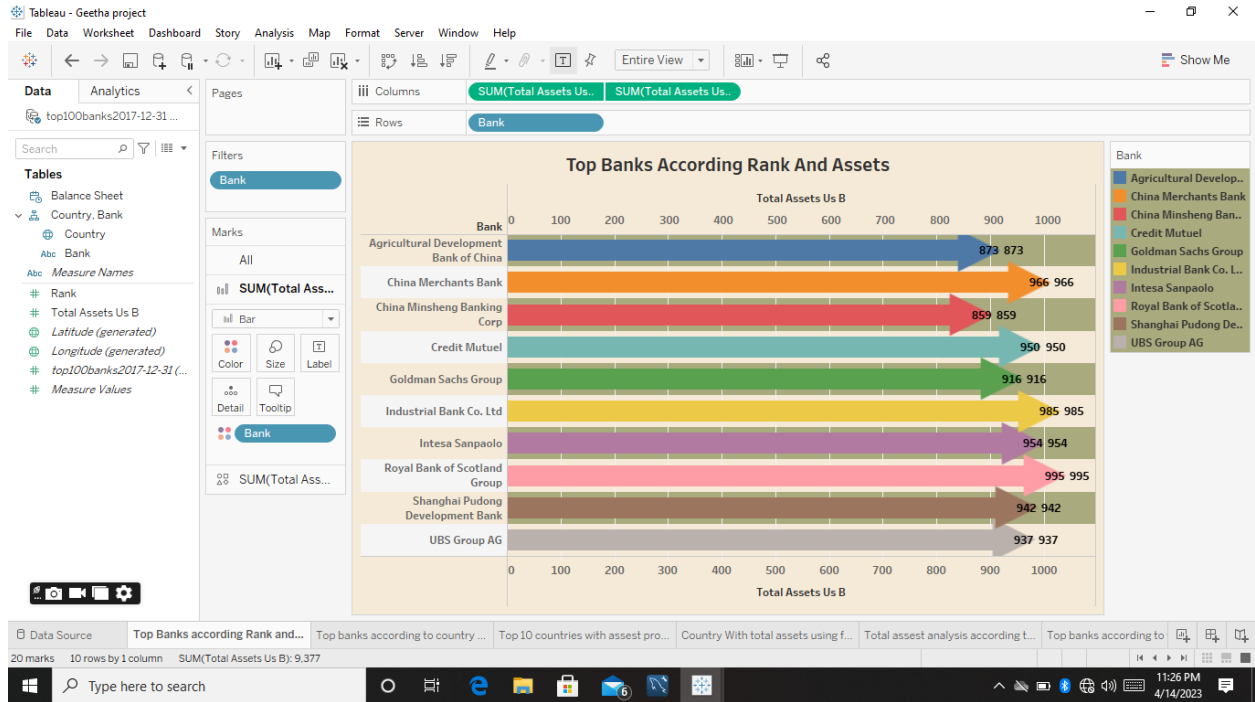 Tableau - Geetha project
File Data Worksheet Dashboard Story Analysis Map Format Server Window Help
Entire View
Show Me
Data Analytics
top100banks2017-12-31 ...
Search
Tables
Balance Sheet
Country, Bank
Country
Abc Bank
Abc Measure Names
# Rank
# Total Assets Us B
Latitude (generated)
Longitude (generated)
# top100banks2017-12-31 (...
# Measure Values
Pages
Filters
Bank
Marks
All
SUM(Total Ass...
Bar
Color Size Label
Detail Tooltip
Bank
SUM(Total Ass...
Columns SUM(Total Assets Us.. SUM(Total Assets Us..
Rows Bank
Top Banks According Rank And Assets
Total Assets Us B
Bank 0 100 200 300 400 500 600 700 800 900 1000
Agricultural Development
Bank of China 873 873
China Merchants Bank 966 966
China Minsheng Banking
Corp 859 859
Credit Mutuel 950 950
Goldman Sachs Group 916 916
Industrial Bank Co. Ltd 985 985
Intesa Sanpaolo 954 954
Royal Bank of Scotland
Group 995 995
Shanghai Pudong
Development Bank 942 942
UBS Group AG 937 937
0 100 200 300 400 500 600 700 800 900 1000
Total Assets Us B
Bank
Agricultural Develop..
China Merchants Bank
China Minsheng Ban..
Credit Mutuel
Goldman Sachs Group
Industrial Bank Co. L..
Intesa Sanpaolo
Royal Bank of Scotla..
Shanghai Pudong De..
UBS Group AG
Data Source Top Banks according Rank and... Top banks according to country ... Top 10 countries with assest pro... Country With total assets using f... Total assest analysis according t... Top banks according to
20 marks 10 rows by 1 column SUM(Total Assets Us B): 9,377
Type here to search
6
11:26 PM
4/14/2023